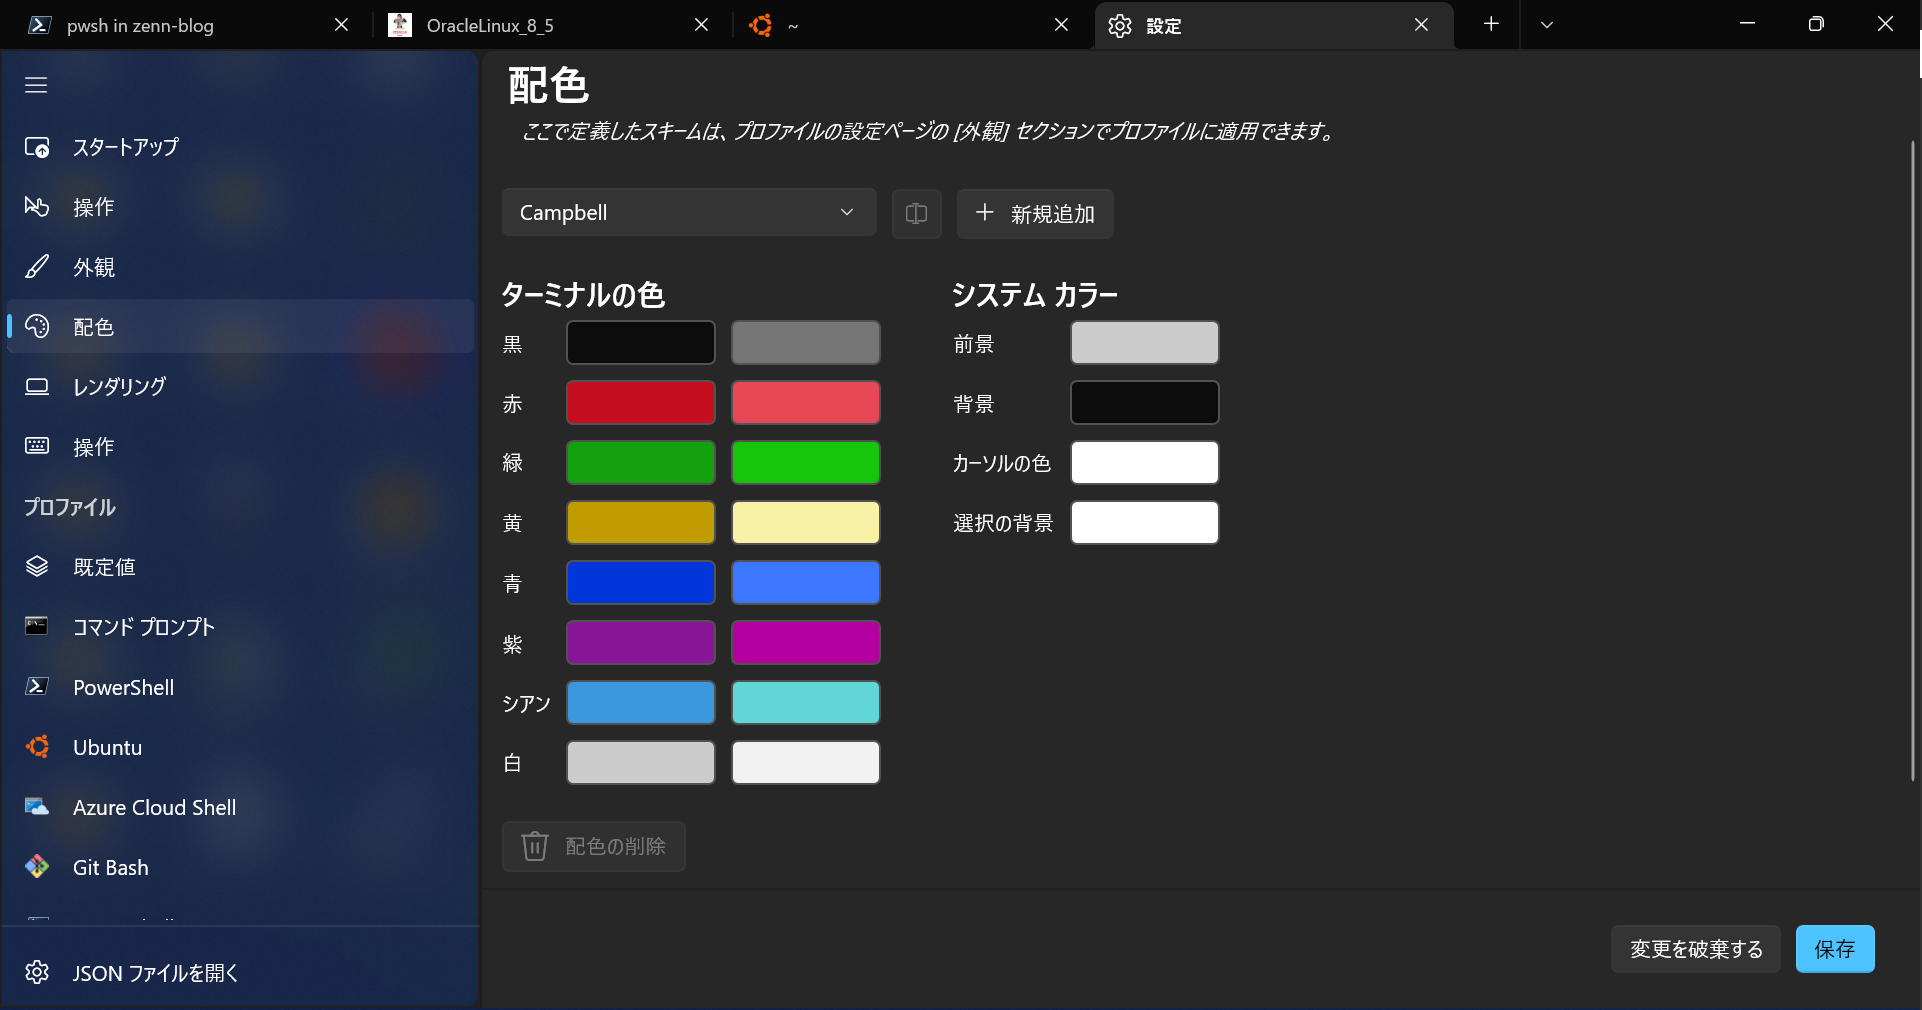 pwsh in zenn-blog
OracleLinux_8_5
~
設定
スタートアップ
操作
外観
配色
レンダリング
操作
プロファイル
既定値
コマンド プロンプト
PowerShell
Ubuntu
Azure Cloud Shell
Git Bash
JSON ファイルを開く
配色
ここで定義したスキームは、プロファイルの設定ページの [外観] セクションでプロファイルに適用できます。
Campbell
新規追加
ターミナルの色
黒
赤
緑
黄
青
紫
シアン
白
システム カラー
前景
背景
カーソルの色
選択の背景
配色の削除
変更を破棄する
保存